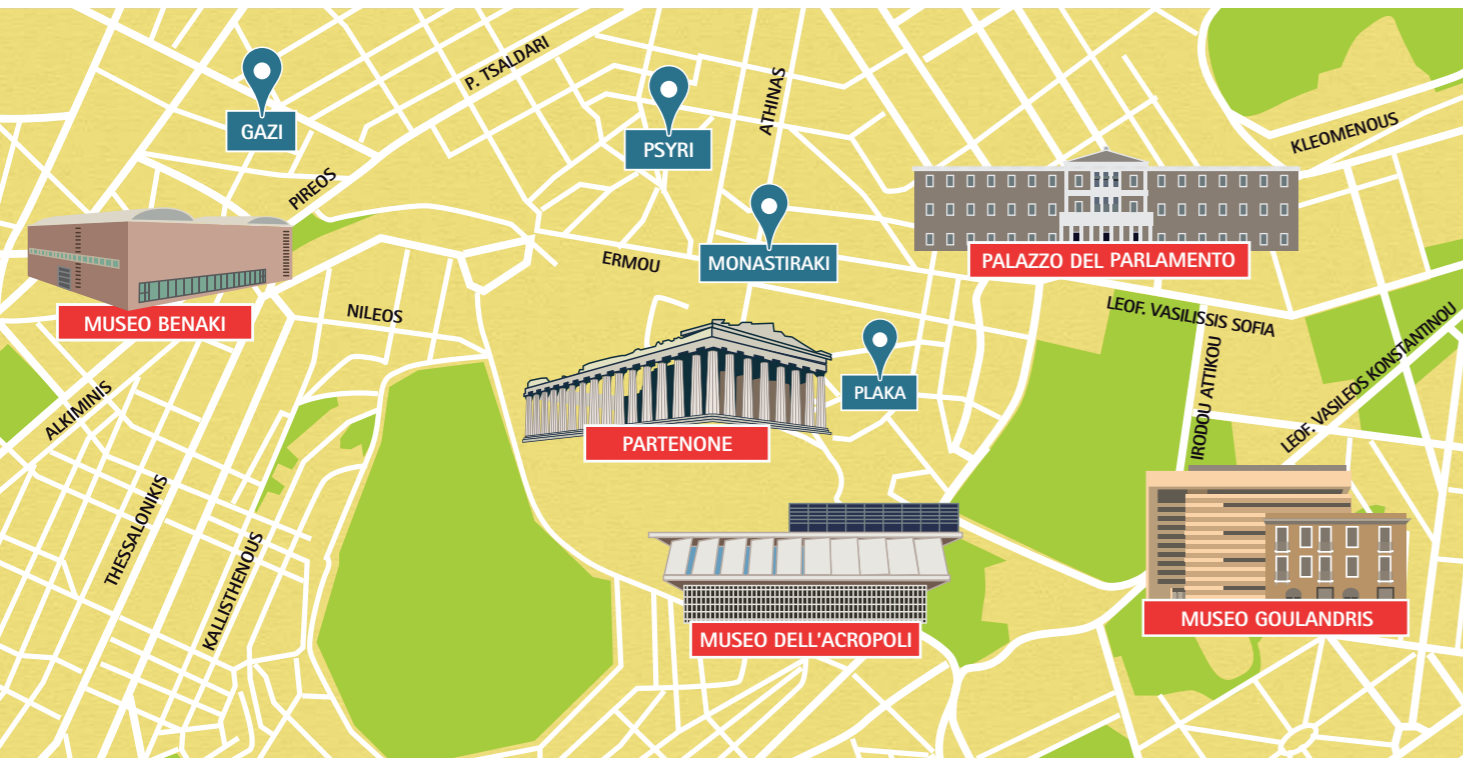 P. TSALDARI
GAZI
PSYRI
ATHINAS
KLEOMENOUS
PIREOS
MONASTIRAKI
ERMOU
PALAZZO DEL PARLAMENTO
MUSEO BENAKI
NILEOS
LEOF. VASILISSIS SOFIA
IRODOU ATTIKOU
LEOF. VASILEOS KONSTANTINOU
PLAKA
ALKIMINIS
PARTENONE
THESSALONIKIS
KALLISTHENOUS
MUSEO DELL'ACROPOLI
MUSEO GOULANDRIS